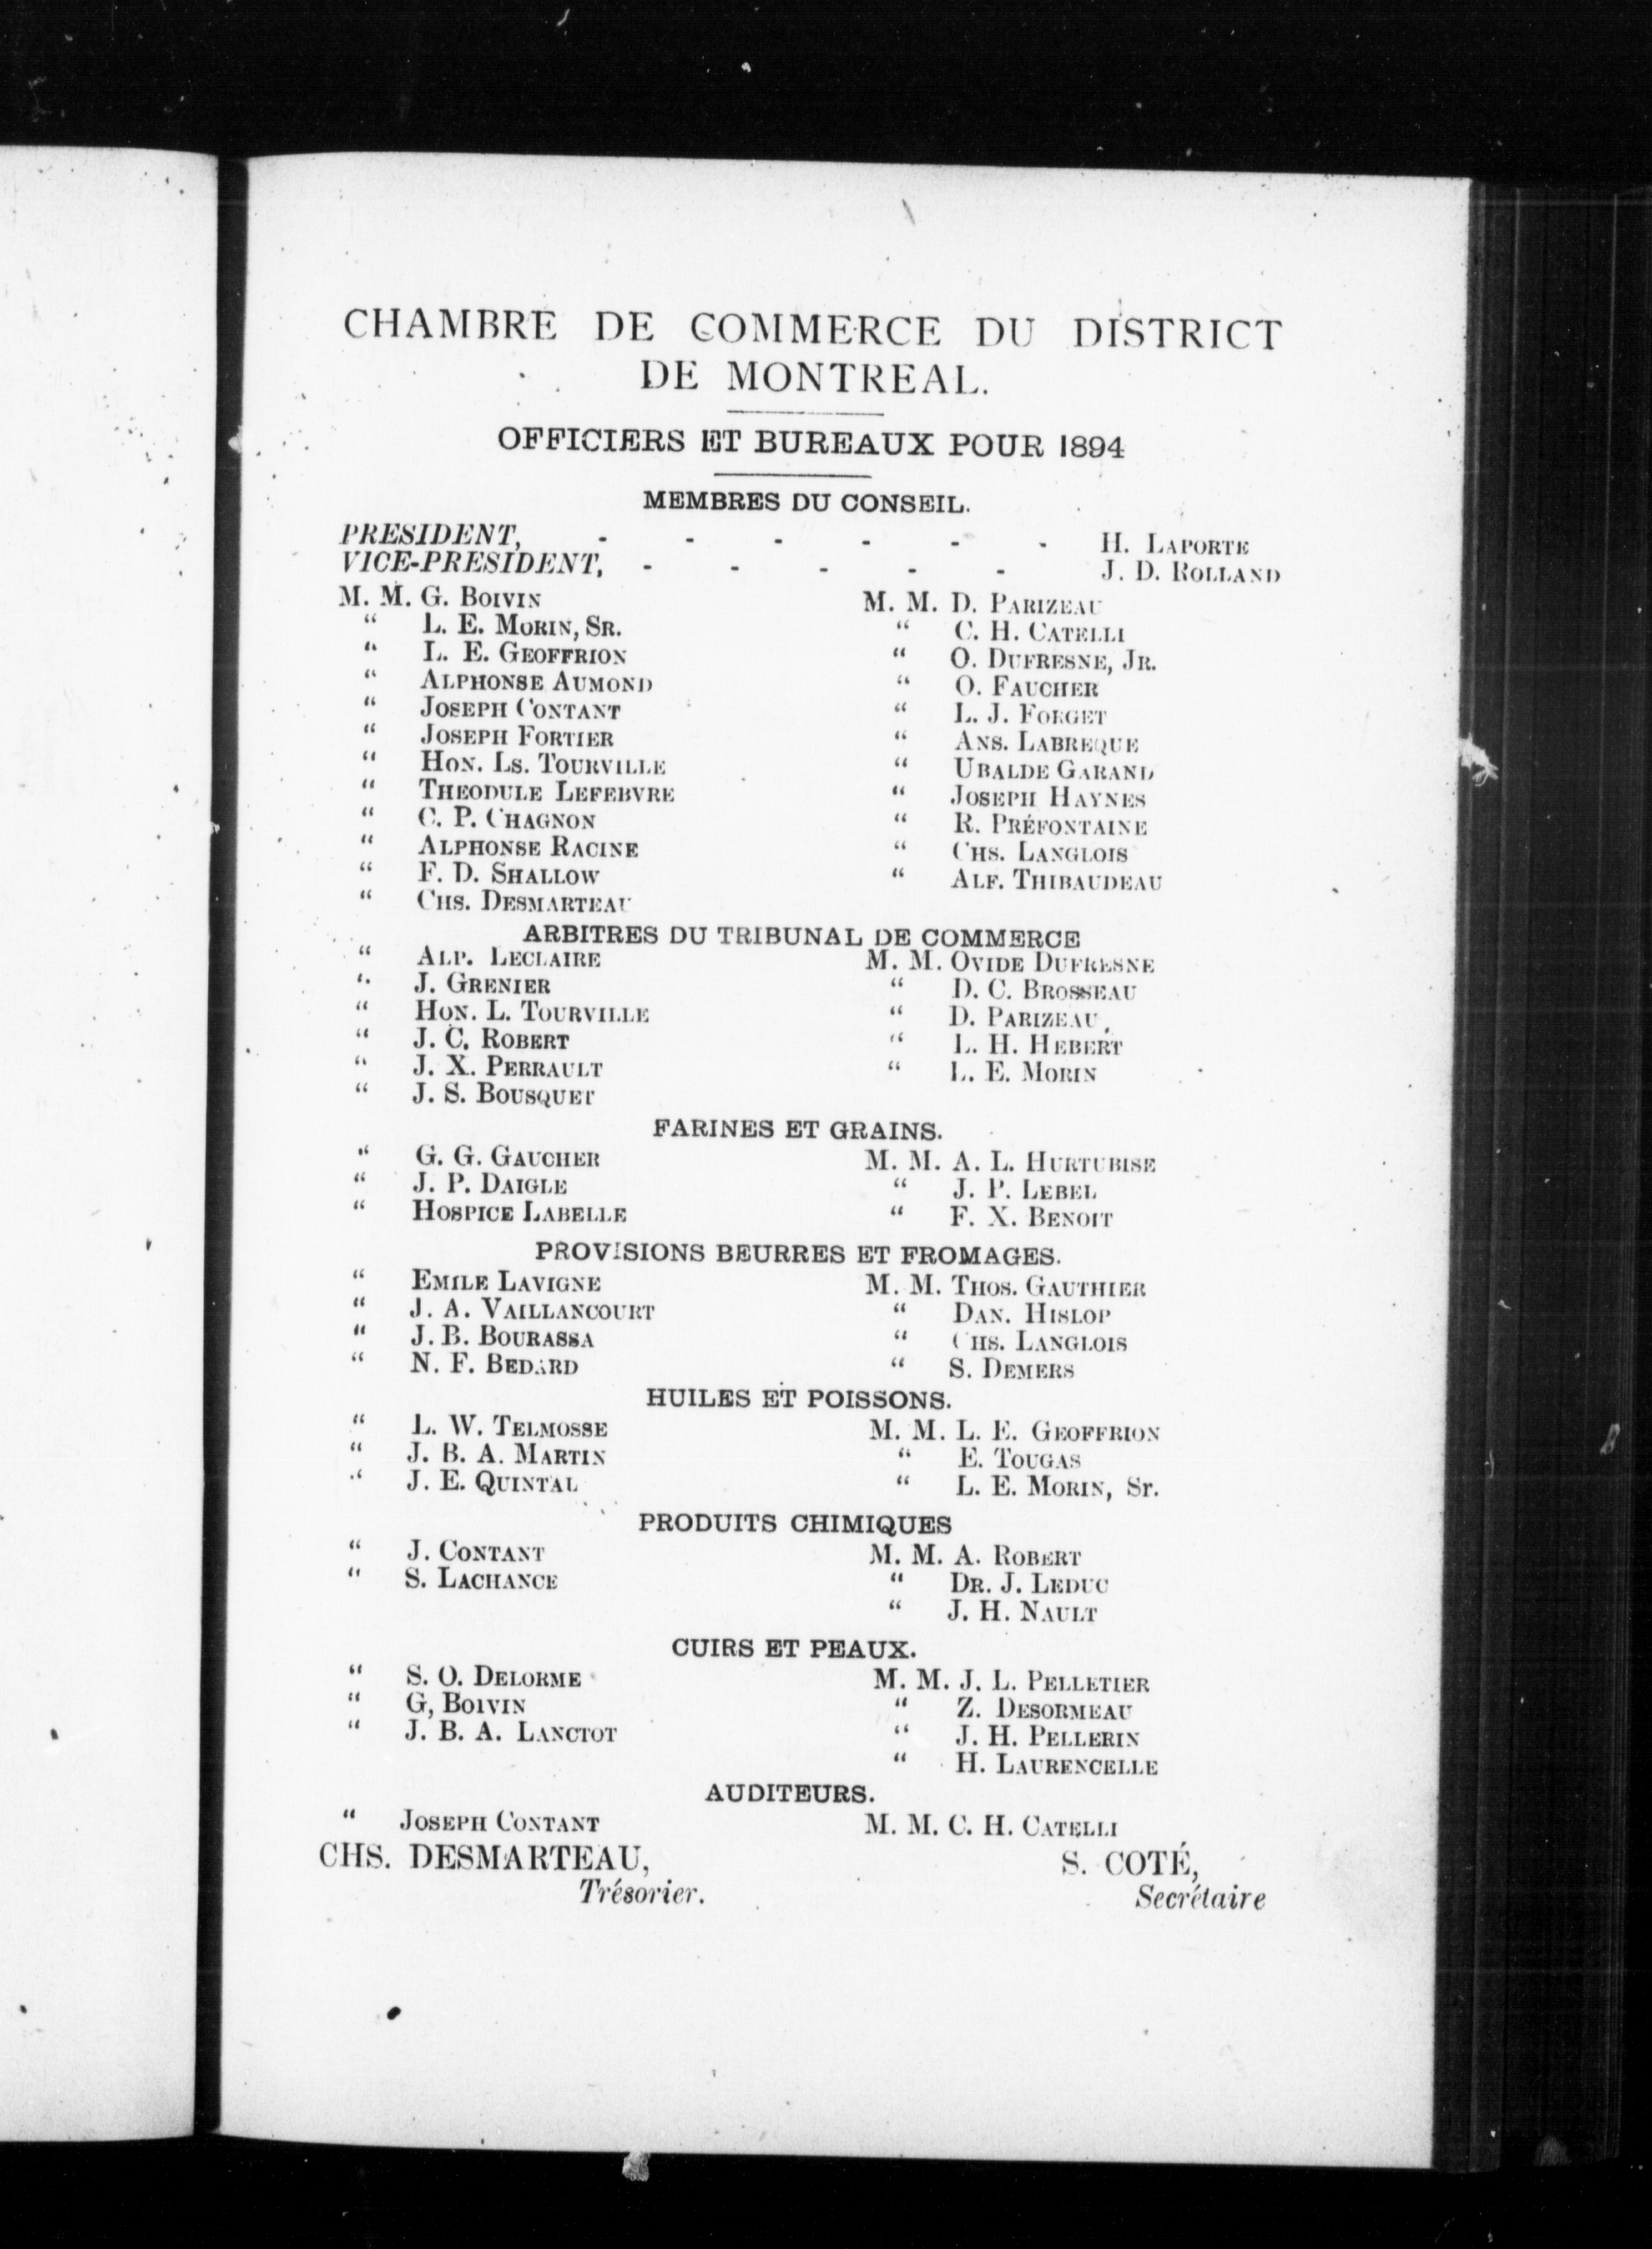 CHAMBRE DE COMMERCE DU DISTRICT
DE MONTREAL.
OFFICIERS ET BUREAUX POUR 1894
MEMBRES DU CONSEIL.
PRESIDENT, - - - - - - H. LAPORTE
VICE-PRESIDENT, - - - - - J. D. ROLLAND
M. M. G. BOIVIN M. M. D. PARIZEAU
“ L. E. MORIN, SR. “ C. H. CATELLI
“ L. E. GEOFFRION “ O. DUFRESNE, JR.
“ ALPHONSE AUMOND “ O. FAUCHER
“ JOSEPH CONTANT “ L. J. FORGET
“ JOSEPH FORTIER “ ANS. LABREQUE
“ HON. LS. TOURVILLE “ UBALDE GARAND
“ THEODULE LEFEBVRE “ JOSEPH HAYNES
“ C. P. CHAGNON “ R. PRÉFONTAINE
“ ALPHONSE RACINE “ CHS. LANGLOIS
“ F. D. SHALLOW “ ALF. THIBAUDEAU
“ CHS. DESMARTEAU
ARBITRES DU TRIBUNAL DE COMMERCE
“ ALP. LECLAIRE M. M. OVIDE DUFRESNE
“ J. GRENIER “ D. C. BROSSEAU
“ HON. L. TOURVILLE “ D. PARIZEAU
“ J. C. ROBERT “ L. H. HEBERT
“ J. X. PERRAULT “ L. E. MORIN
“ J. S. BOUSQUET
FARINES ET GRAINS.
“ G. G. GAUCHER M. M. A. L. HURTUBISE
“ J. P. DAIGLE “ J. P. LEBEL
“ HOSPICE LABELLE “ F. X. BENOIT
PROVISIONS BEURRES ET FROMAGES.
“ EMILE LAVIGNE M. M. THOS. GAUTHIER
“ J. A. VAILLANCOURT “ DAN. HISLOP
“ J. B. BOURASSA “ CHS. LANGLOIS
“ N. F. BEDARD “ S. DEMERS
HUILES ET POISSONS.
“ L. W. TELMOSSE M. M. L. E. GEOFFRION
“ J. B. A. MARTIN “ E. TOUGAS
“ J. E. QUINTAL “ L. E. MORIN, Sr.
PRODUITS CHIMIQUES
“ J. CONTANT M. M. A. ROBERT
“ S. LACHANCE “ DR. J. LEDUC
“ J. H. NAULT
CUIRS ET PEAUX.
“ S. O. DELORME M. M. J. L. PELLETIER
“ G, BOIVIN “ Z. DESORMEAU
“ J. B. A. LANCTOT “ J. H. PELLERIN
“ H. LAURENCELLE
AUDITEURS.
“ JOSEPH CONTANT M. M. C. H. CATELLI
CHS. DESMARTEAU, S. COTÉ,
Trésorier. Secrétaire